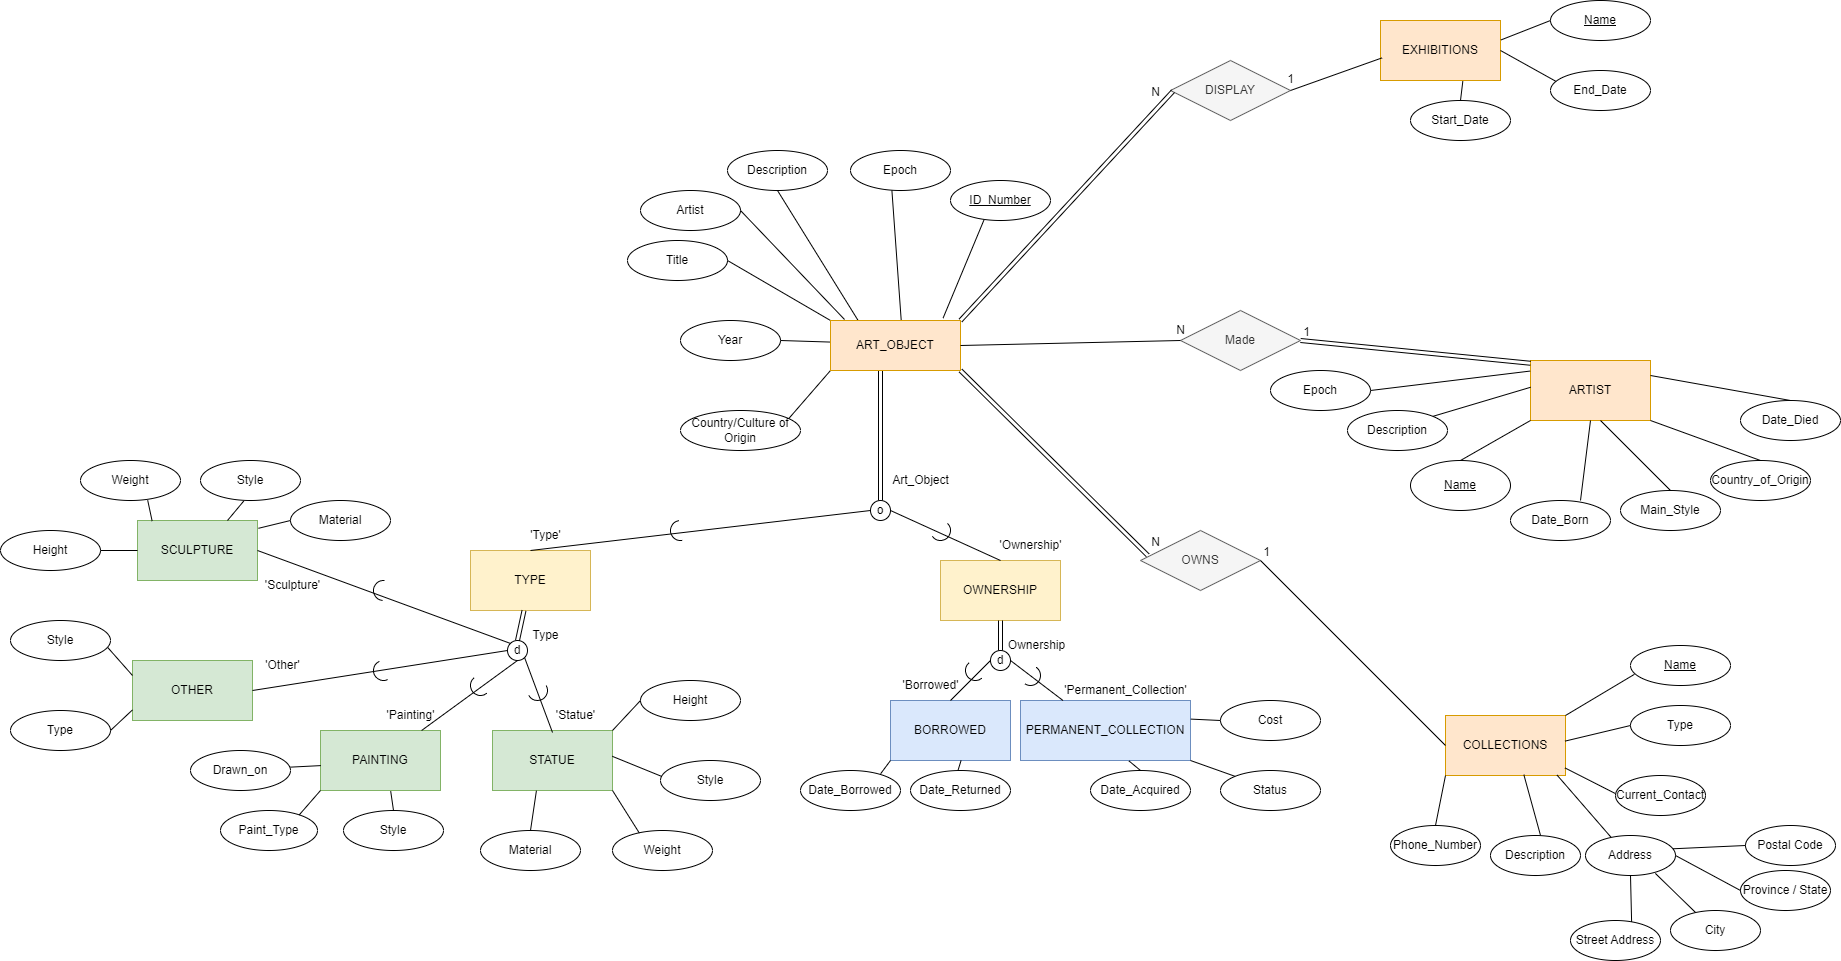 Name
EXHIBITIONS
End_Date
Start_Date
DISPLAY
N
1
Description
Epoch
ID_Number
Artist
Title
Year
ART_OBJECT
Country/Culture of
Origin
N
Made
1
ARTIST
Epoch
Description
Name
Date_Born
Main_Style
Country_of_Origin
Date_Died
Art_Object
o
'Type'
'Ownership'
N
OWNS
1
Weight
Style
Material
Height
SCULPTURE
'Sculpture'
TYPE
Type
d
OWNERSHIP
Ownership
d
Style
OTHER
'Other'
Type
'Painting'
PAINTING
Drawn_on
Paint_Type
Style
'Statue'
STATUE
Height
Style
Material
Weight
'Borrowed'
'Permanent_Collection'
BORROWED
PERMANENT_COLLECTION
Cost
Date_Borrowed
Date_Returned
Date_Acquired
Status
Name
Type
COLLECTIONS
Current_Contact
Phone_Number
Description
Address
Postal Code
Province / State
City
Street Address